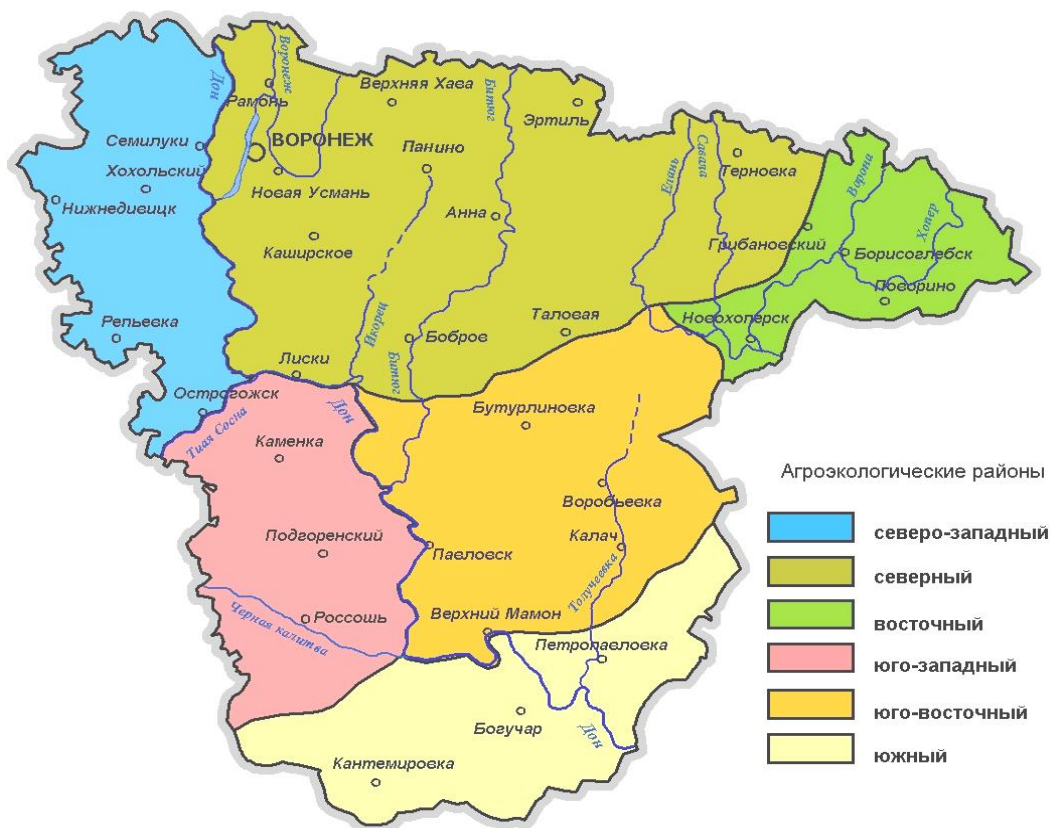 Воронеж
Дон
Рамонь
Верхняя Хава
Битюг
Эртиль
Семилуки
ВОРОНЕЖ
Панино
Елань
Савала
Терновка
Хохольский
Нижнедивицк
Новая Усмань
Анна
Ворона
Хопер
Каширское
Грибановский
Борисоглебск
Поворино
Репьевка
Икорец
Бобров
Таловая
Новохоперск
Лиски
Битюг
Острогожск
Дон
Бутурлиновка
Тиая Сосна
Каменка
Агроэкологические районы
Воробьевка
северо-западный
Подгоренский
Павловск
Калач
северный
Толучеевка
Черная калитва
Россошь
Верхний Мамон
восточный
Петропавловка
юго-западный
Богучар
Дон
юго-восточный
Кантемировка
южный